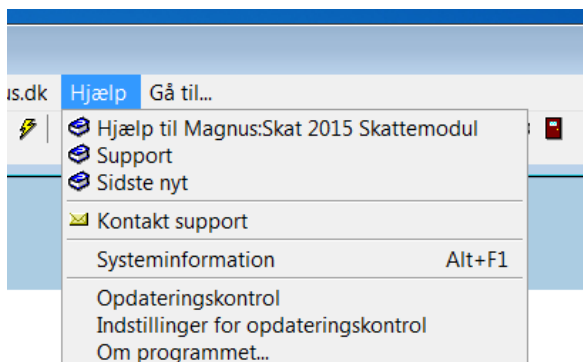 us.dk Hjælp Gå til...
Hjælp til Magnus:Skat 2015 Skattemodul
Support
Sidste nyt
Kontakt support
Systeminformation Alt+F1
Opdateringskontrol
Indstillinger for opdateringskontrol
Om programmet...